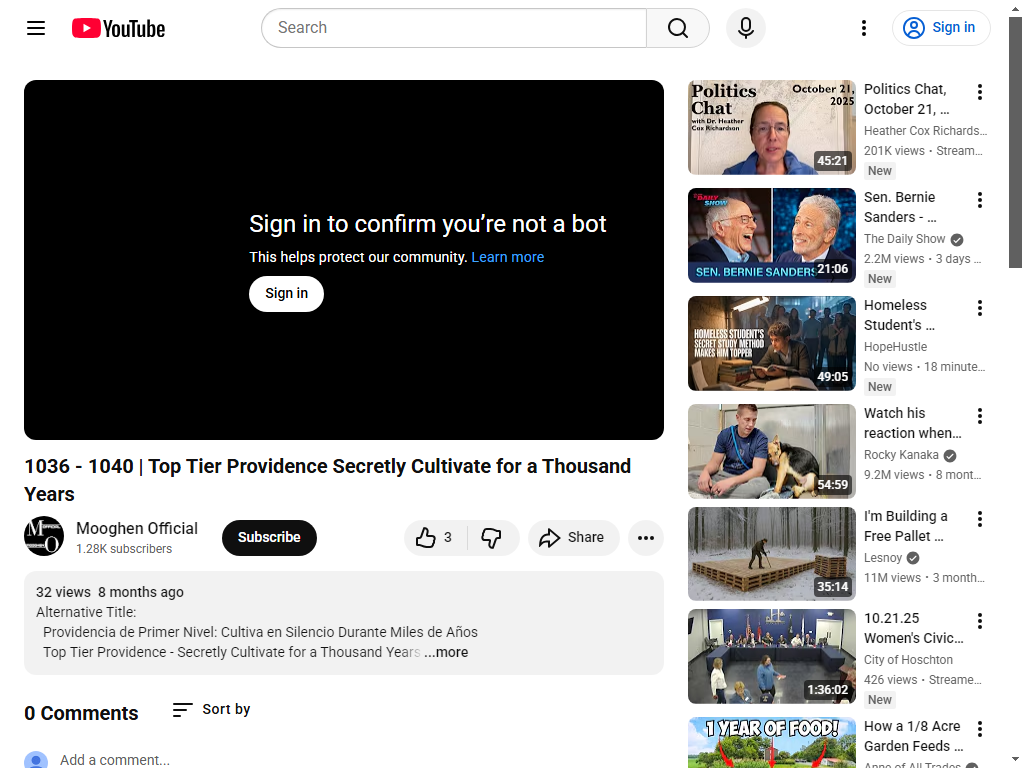 YouTube
Search
Sign in
Sign in to confirm you’re not a bot
This helps protect our community. Learn more
Sign in
1036 - 1040 | Top Tier Providence Secretly Cultivate for a Thousand
Years
Mooghen Official
1.28K subscribers
Subscribe
3
Share
32 views 8 months ago
Alternative Title:
Providencia de Primer Nivel: Cultiva en Silencio Durante Miles de Años
Top Tier Providence - Secretly Cultivate for a Thousand Years ...more
0 Comments
Sort by
Add a comment...
Politics
Chat
with Dr. Heather
Cox Richardson
October 21,
2025
45:21
Politics Chat,
October 21, ...
Heather Cox Richards...
201K views • Stream...
New
DAILY
SHOW
SEN. BERNIE SANDERS
21:06
Sen. Bernie
Sanders - ...
The Daily Show
2.2M views • 3 days ...
New
HOMELESS STUDENT'S
SECRET STUDY METHOD
MAKES HIM TOPPER
49:05
Homeless
Student's ...
HopeHustle
No views • 18 minute...
New
54:59
Watch his
reaction when...
Rocky Kanaka
9.2M views • 8 mont...
35:14
I'm Building a
Free Pallet ...
Lesnoy
11M views • 3 month...
1:36:02
10.21.25
Women's Civic...
City of Hoschton
426 views • Streame...
New
1 YEAR OF FOOD!
How a 1/8 Acre
Garden Feeds ...
Anne of All Trades